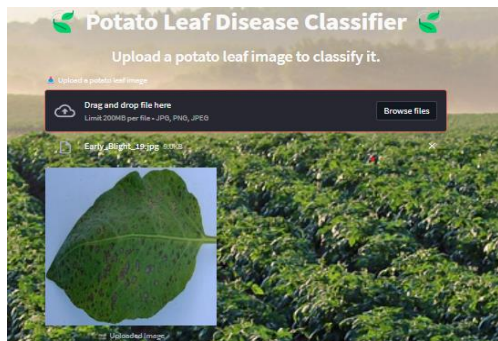 Potato Leaf Disease Classifier
Upload a potato leaf image to classify it.
Upload a potato leaf image
Drag and drop file here
Limit 200MB per file • JPG, PNG, JPEG
Browse files
Early_Blight_19.jpg
Uploaded Image